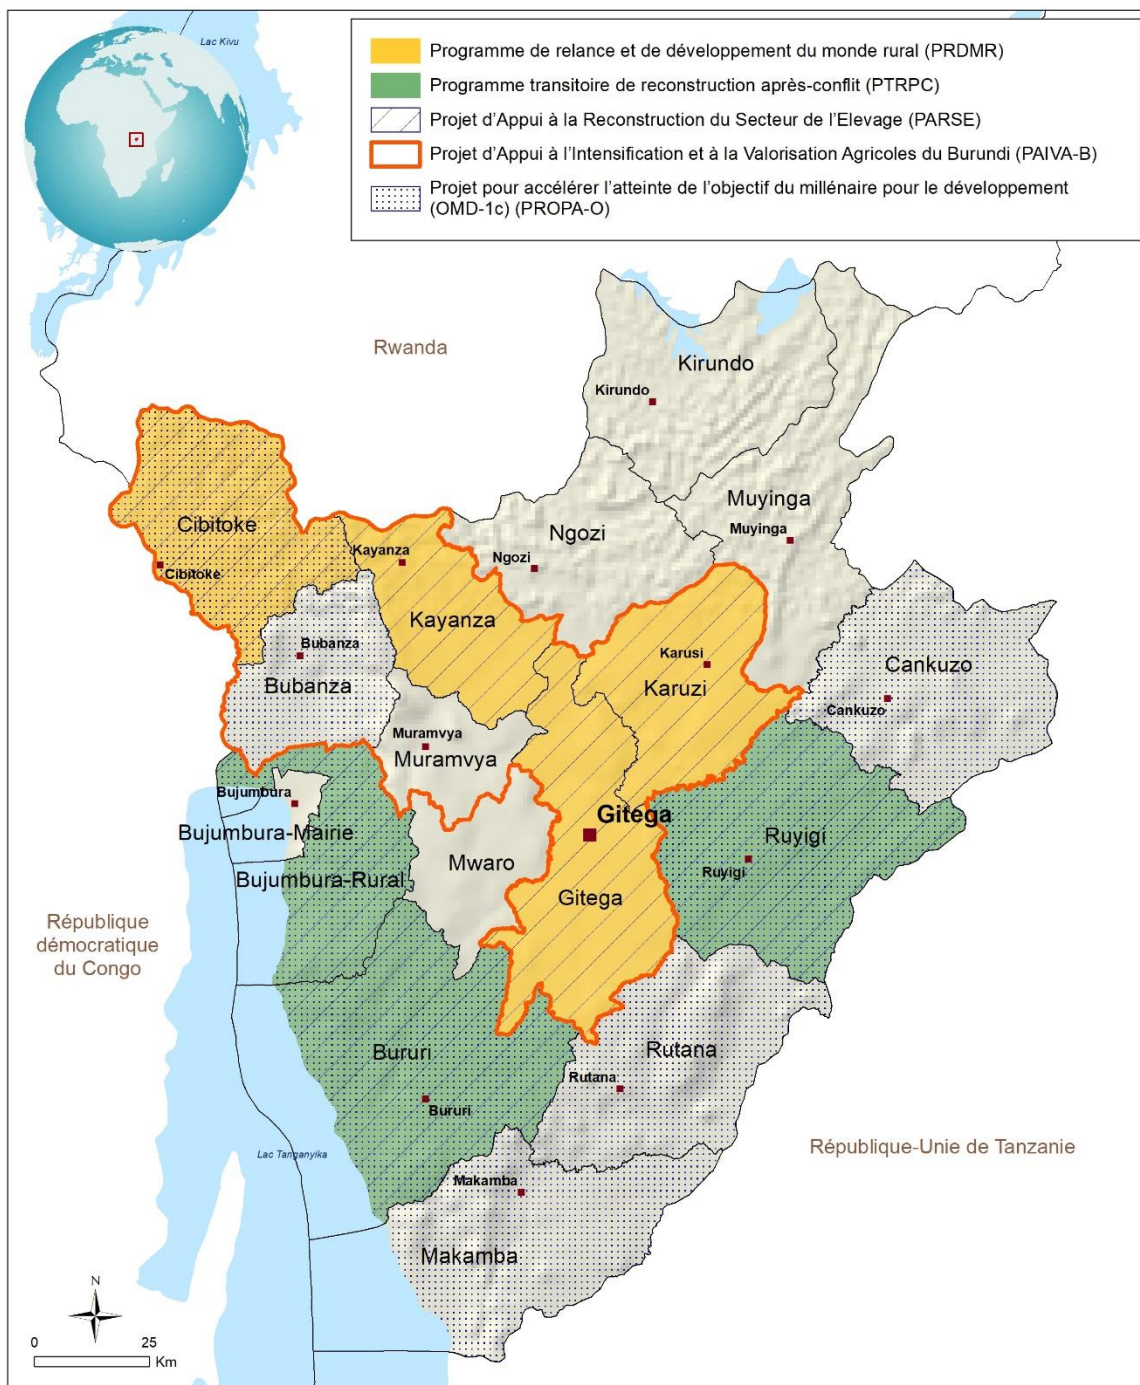 Lac Kivu
Programme de relance et de développement du monde rural (PRDMR)
Programme transitoire de reconstruction après-conflit (PTRPC)
Projet d'Appui à la Reconstruction du Secteur de l'Elevage (PARSE)
Projet d'Appui à l'Intensification et à la Valorisation Agricoles du Burundi (PAIVA-B)
Projet pour accélérer l'atteinte de l'objectif du millénaire pour le développement
(OMD-1c) (PROPA-O)
Rwanda
Kirundo
Kirundo
Muyinga
Muyinga
Ngozi
Ngozi
Cibitoke
Cibitoke
Kayanza
Kayanza
Bubanza
Bubanza
Karusi
Karuzi
Cankuzo
Cankuzo
Muramvya
Muramvya
Bujumbura
Bujumbura-Mairie
Gitega
Ruyigi
Ruyigi
Mwaro
Bujumbura-Rural
Gitega
République
démocratique
du Congo
Bururi
Bururi
Rutana
Rutana
Lac Tanganyika
République-Unie de Tanzanie
Makamba
Makamba
N
0 25
Km